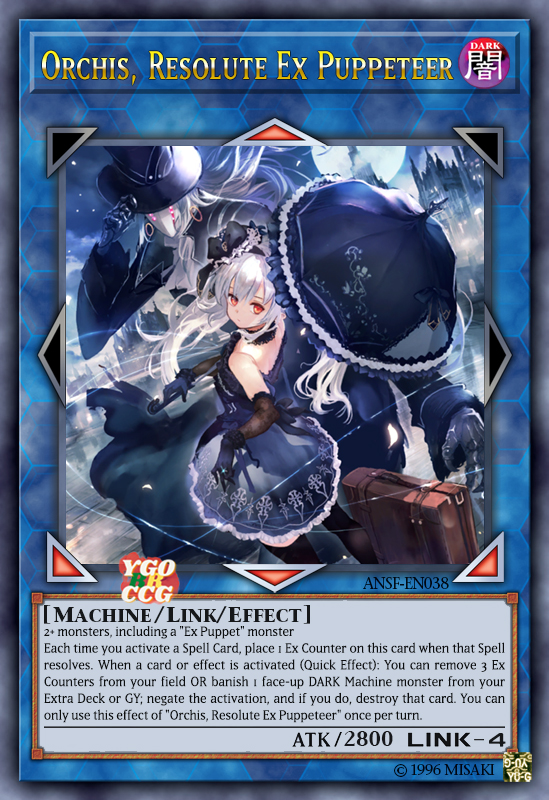 Orchis, Resolute Ex Puppeteer
DARK
闇
YGO
CCG
ANSF-EN038
[Machine/Link/Effect]
2+ monsters, including a "Ex Puppet" monster
Each time you activate a Spell Card, place 1 Ex Counter on this card when that Spell
resolves. When a card or effect is activated (Quick Effect): You can remove 3 Ex
Counters from your field OR banish 1 face-up DARK Machine monster from your
Extra Deck or GY; negate the activation, and if you do, destroy that card. You can
only use this effect of "Orchis, Resolute Ex Puppeteer" once per turn.
ATK/2800 LINK-4
© 1996 MISAKI